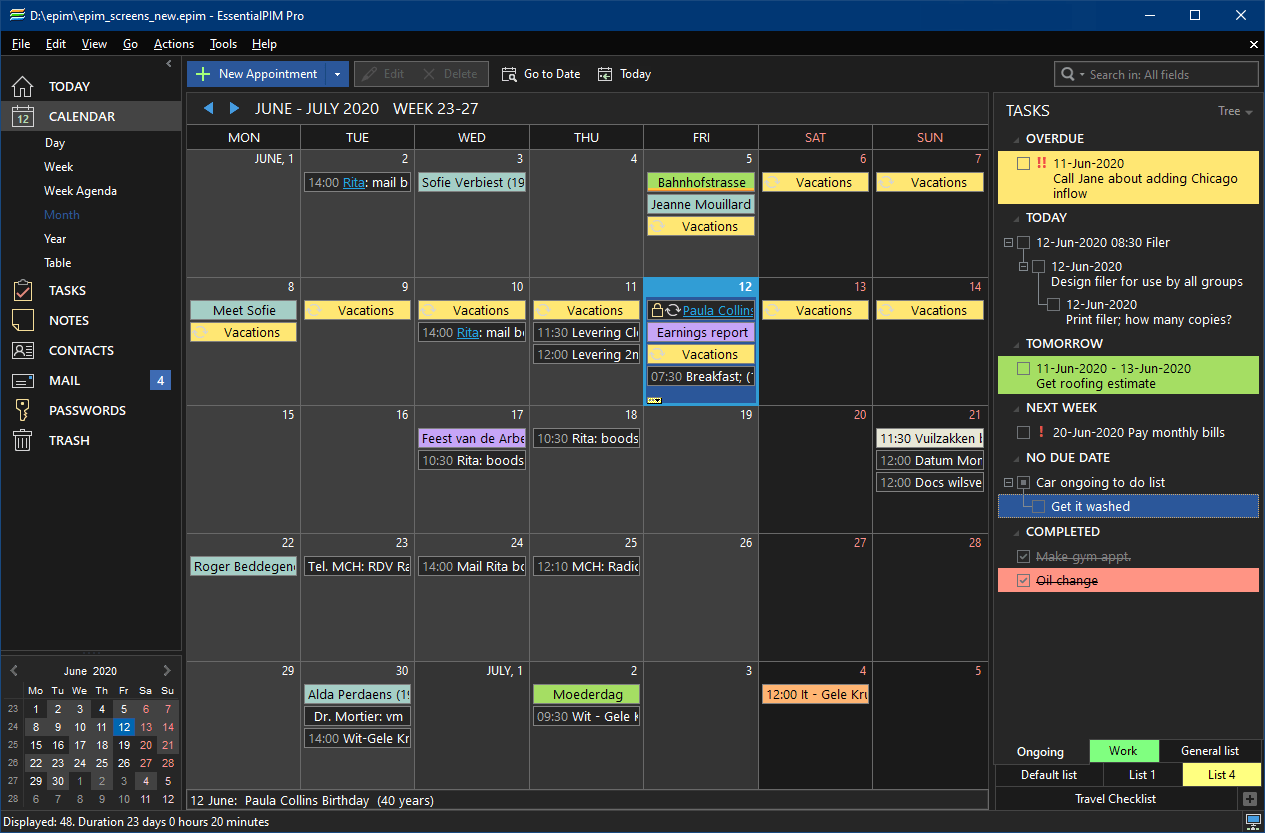 D:\epim\epim_screens_new.epim - EssentialPIM Pro
File Edit View Go Actions Tools Help
New Appointment Edit Delete Go to Date Today Search in: All fields
TODAY
CALENDAR
12
Day
Week
Week Agenda
Month
Year
Table
TASKS
NOTES
CONTACTS
MAIL 4
PASSWORDS
TRASH
June 2020
Mo Tu We Th Fr Sa Su
23 1 2 3 4 5 6 7
24 8 9 10 11 12 13 14
25 15 16 17 18 19 20 21
26 22 23 24 25 26 27 28
27 29 30 1 2 3 4 5
28 6 7 8 9 10 11 12
JUNE - JULY 2020 WEEK 23-27
MON TUE WED THU FRI SAT SUN
JUNE, 1 2 3 4 5 6 7
14:00 Rita: mail b Sofie Verbiest (19 Bahnhofstrasse Vacations Vacations
Jeanne Mouillard
Vacations
8 9 10 11 12 13 14
Meet Sofie Vacations Vacations Vacations Paula Collins Vacations Vacations
Vacations 14:00 Rita: mail be 11:30 Levering Cl Earnings report
12:00 Levering 2n Vacations
07:30 Breakfast; (
15 16 17 18 19 20 21
Feest van de Arbe 10:30 Rita: boods 11:30 Vuilzakken
10:30 Rita: boods 12:00 Datum Mor
12:00 Docs wilsve
22 23 24 25 26 27 28
Roger Beddegen Tel. MCH: RDV Ra 14:00 Mail Rita bo 12:10 MCH: Radic
29 30 JULY, 1 2 3 4 5
Alda Perdaens (19 Moederdag 12:00 It - Gele Kru
Dr. Mortier: vm 09:30 Wit - Gele K
14:00 Wit-Gele Kr
12 June: Paula Collins Birthday (40 years)
TASKS Tree
OVERDUE
!! 11-Jun-2020
Call Jane about adding Chicago
inflow
TODAY
12-Jun-2020 08:30 Filer
12-Jun-2020
Design filer for use by all groups
12-Jun-2020
Print filer; how many copies?
TOMORROW
11-Jun-2020 - 13-Jun-2020
Get roofing estimate
NEXT WEEK
! 20-Jun-2020 Pay monthly bills
NO DUE DATE
Car ongoing to do list
Get it washed
COMPLETED
Make gym appt.
Oil change
Ongoing Work General list
Default list List 1 List 4
Travel Checklist
Displayed: 48. Duration 23 days 0 hours 20 minutes